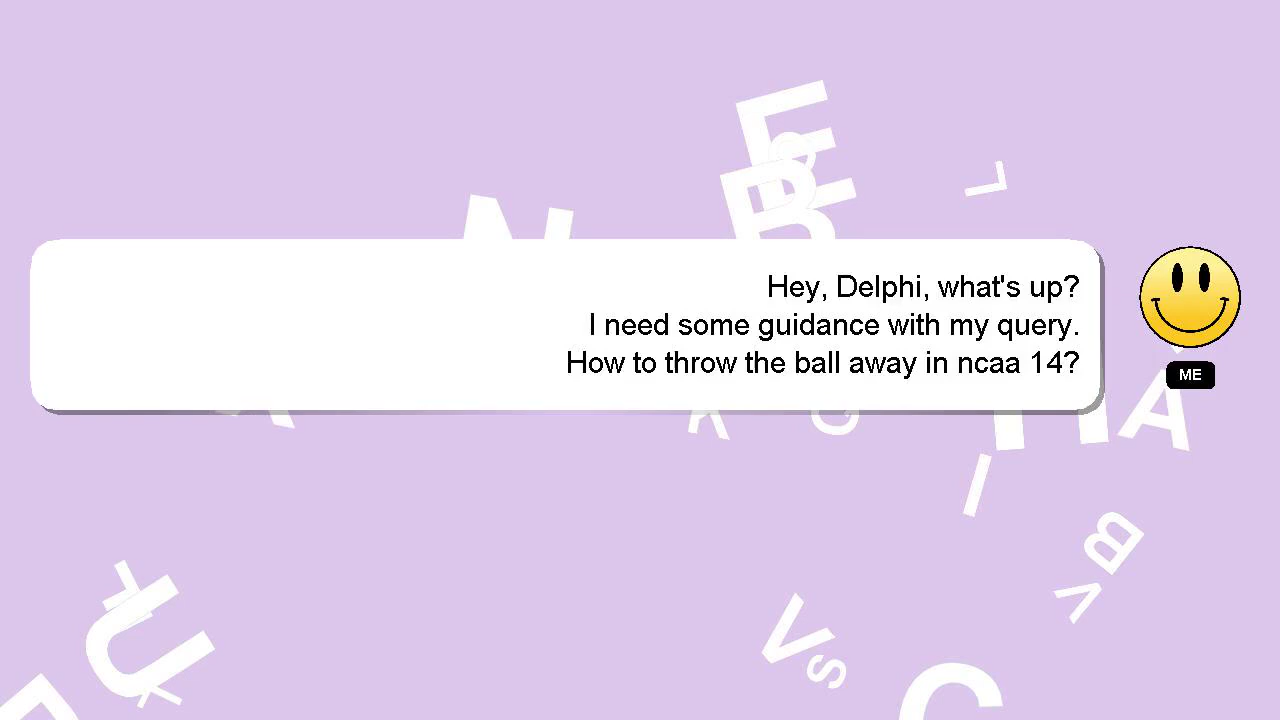 Hey, Delphi, what's up?
I need some guidance with my query.
How to throw the ball away in ncaa 14?
ME
E
B
L
N
K
G
A
I
B
V
U
V
S
C